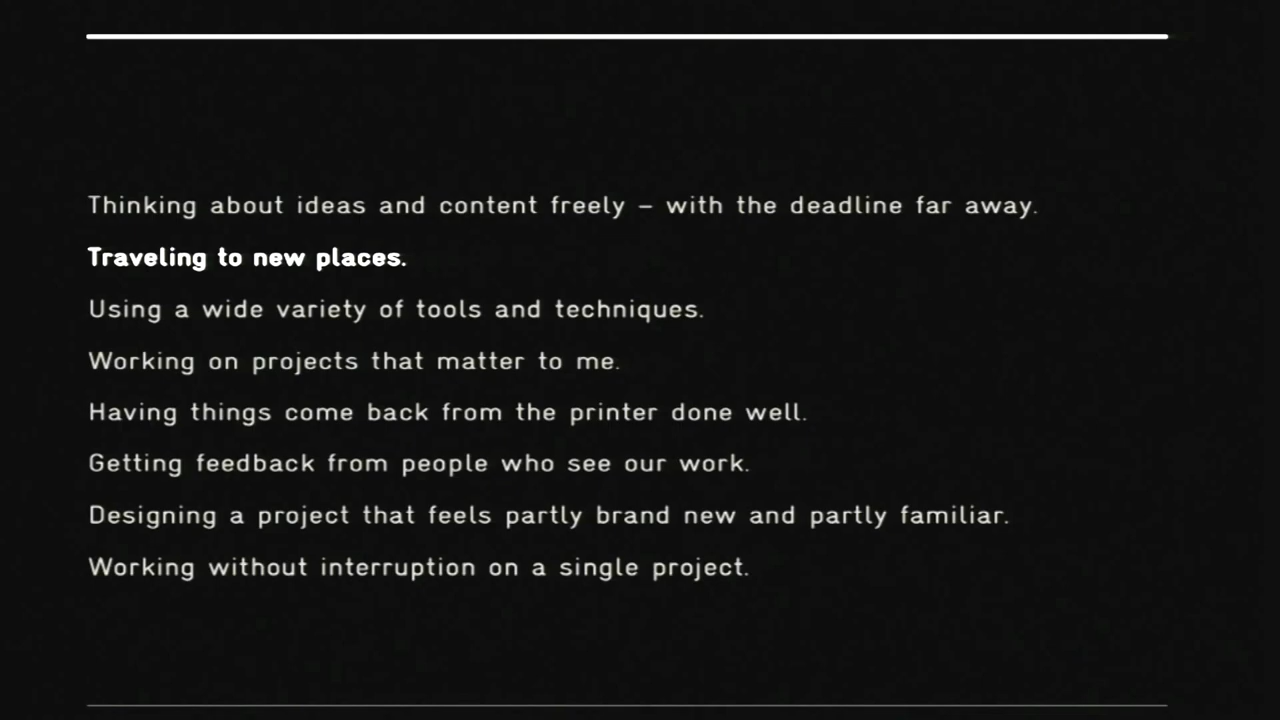 Thinking about ideas and content freely – with the deadline far away.
Traveling to new places.
Using a wide variety of tools and techniques.
Working on projects that matter to me.
Having things come back from the printer done well.
Getting feedback from people who see our work.
Designing a project that feels partly brand new and partly familiar.
Working without interruption on a single project.